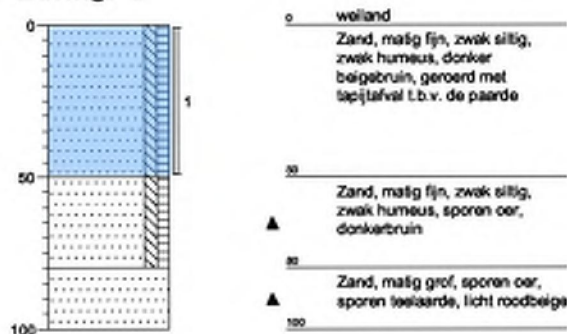 0
50
100
1
0
weiland
Zand, matig fijn, zwak siltig,
zwak humeus, donker
beigebruin, geroerd met
tapijtafval t.b.v. de paarde
50
Zand, matig fijn, zwak siltig,
zwak humeus, sporen oer,
donkerbruin
80
Zand, matig grof, sporen oer,
sporen teelaarde, licht roodbeige
100